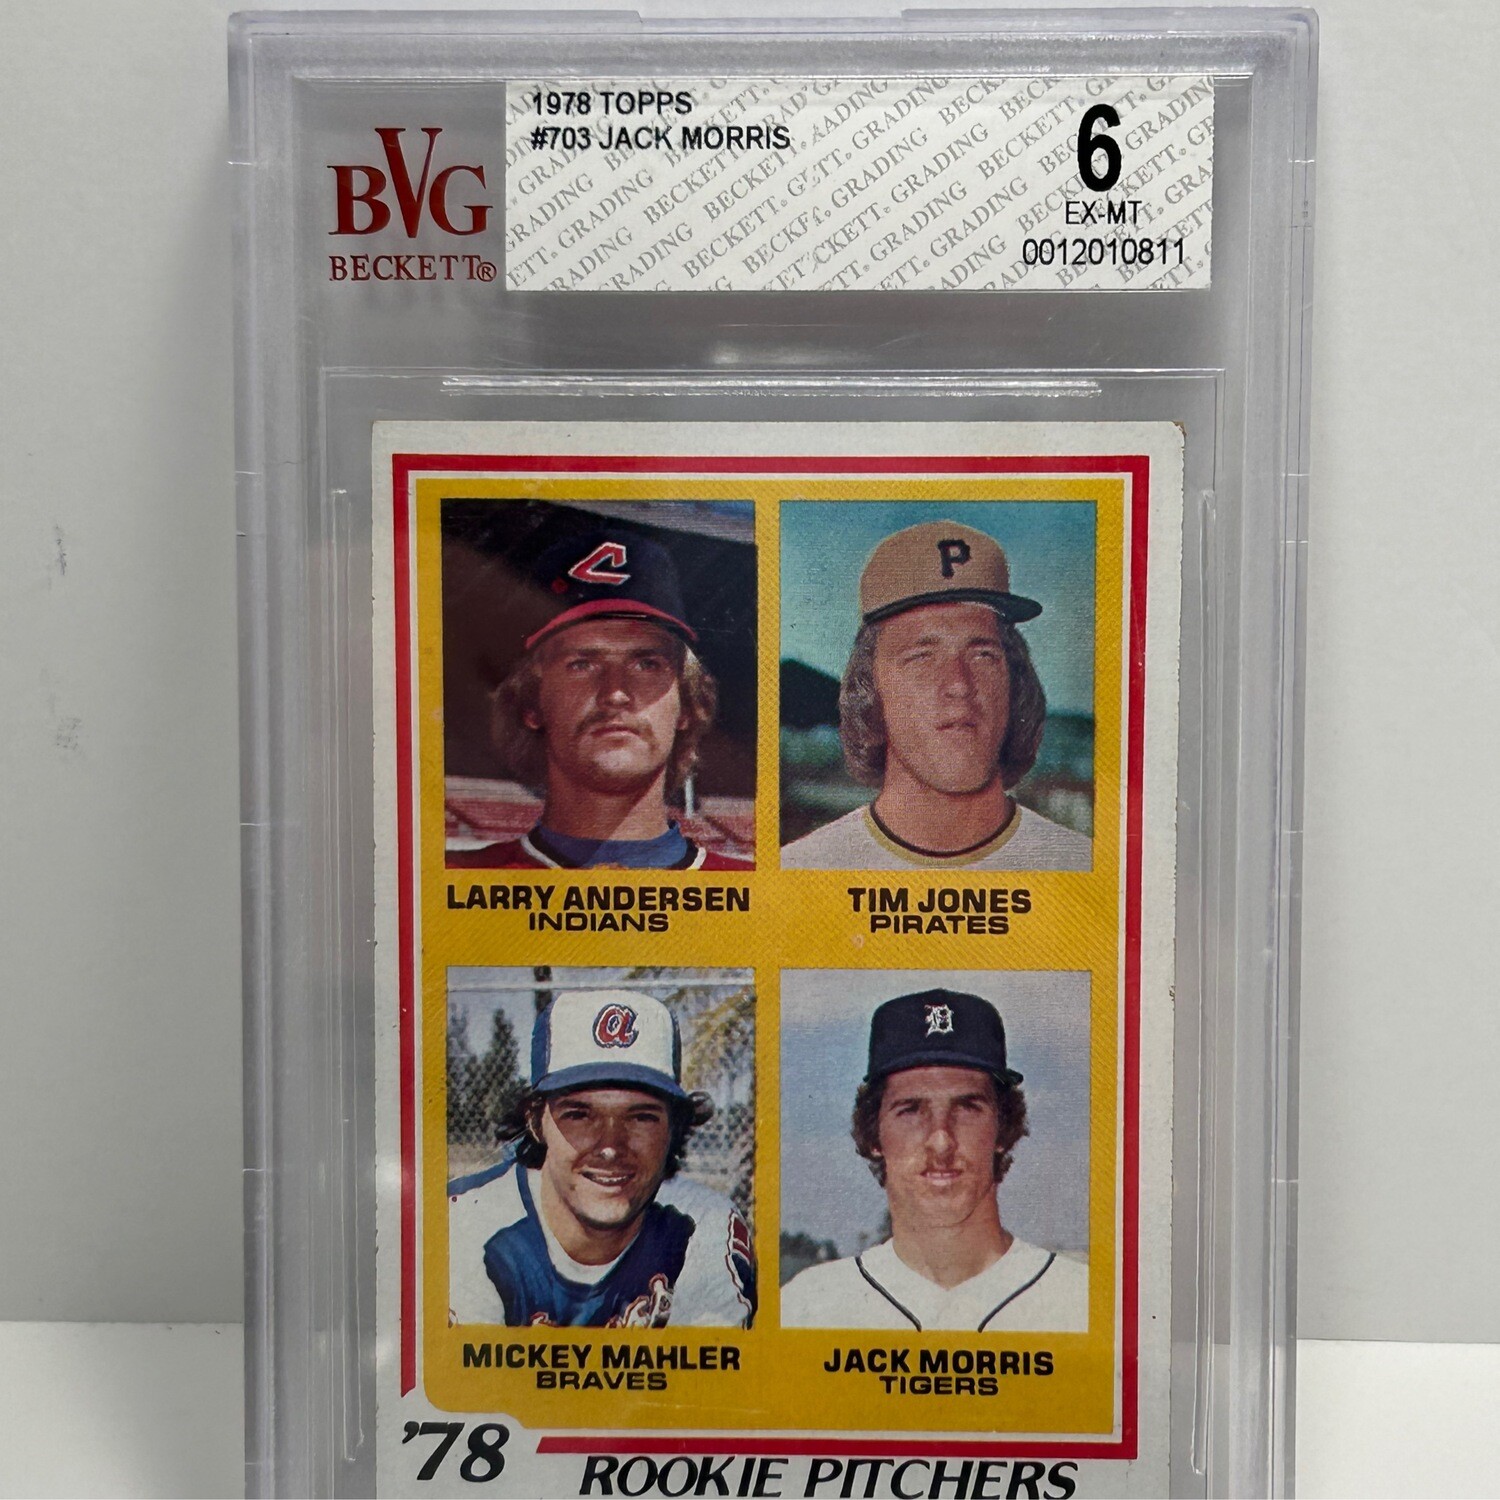 1978 TOPPS
#703 JACK MORRIS
6
EX-MT
0012010811
BVG
BECKETT®
C
P
LARRY ANDERSEN
INDIANS
TIM JONES
PIRATES
a
D
MICKEY MAHLER
BRAVES
JACK MORRIS
TIGERS
'78
ROOKIE PITCHERS